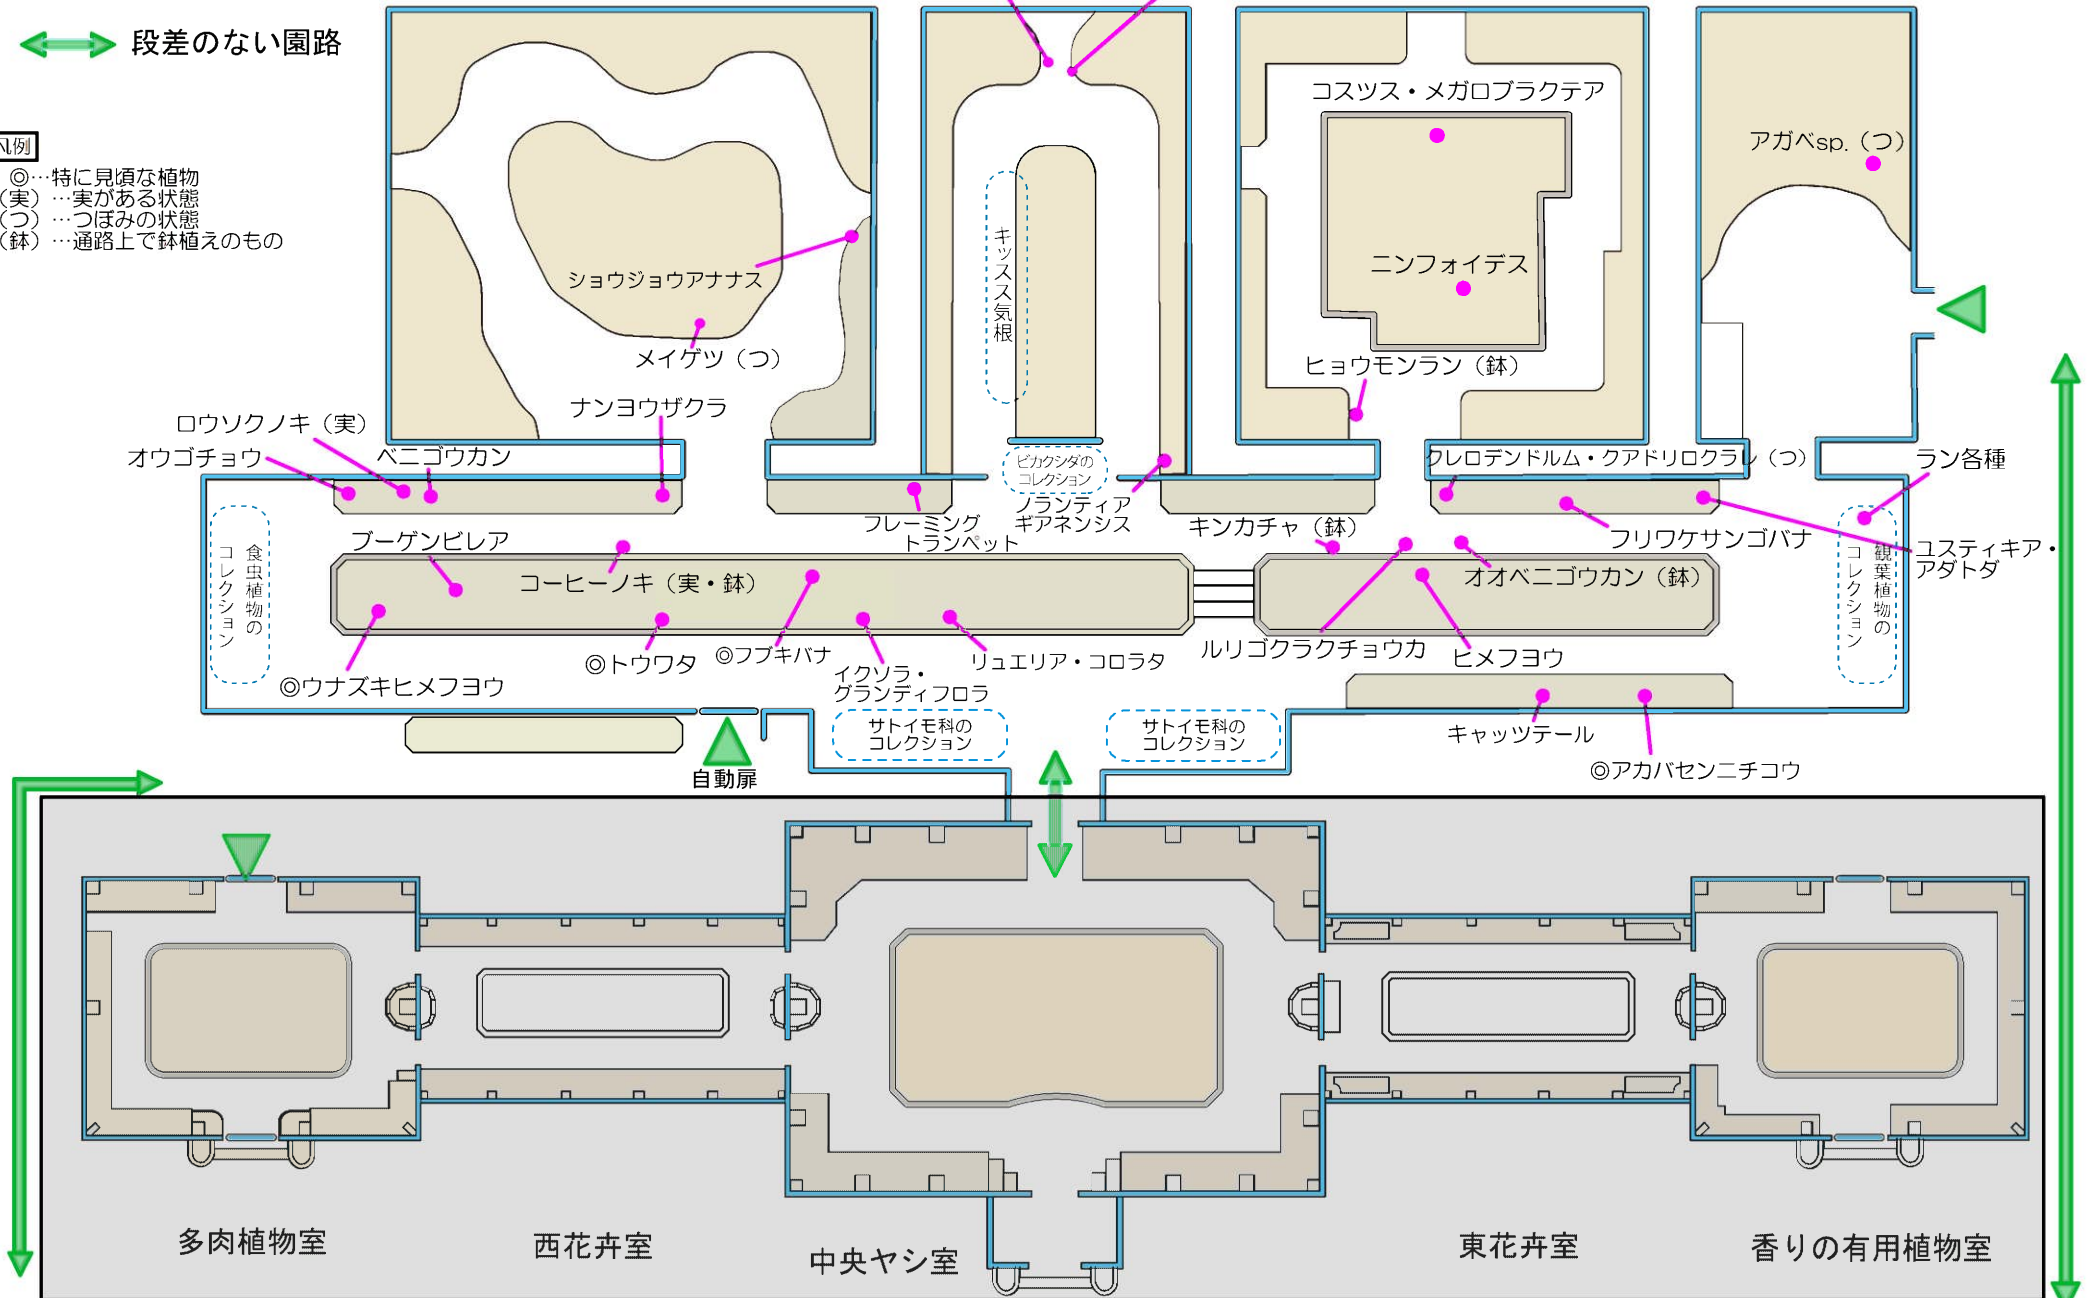 段差のない園路
凡例
◎…特に見頃な植物
(実)…実がある状態
(つ)…つぼみの状態
(鉢)…通路上で鉢植えのもの
コスツス・メガロブラクテア
アガベsp.(つ)
キッスス気根
ショウジョウアナナス
ニンフォイデス
メイゲツ(つ)
ヒョウモンラン(鉢)
ナンヨウザクラ
ロウソクノキ(実)
オウゴチョウ
ベニゴウカン
ビカクシダの
コレクション
クレロデンドルム・クアドリロクラレ(つ)
ラン各種
フレーミング
トランペット
ノランティア
ギアネンシス
キンカチャ(鉢)
フリワケサンゴバナ
ユスティキア・
アダトダ
食虫植物の
コレクション
ブーゲンビレア
コーヒーノキ(実・鉢)
オオベニゴウカン(鉢)
観葉植物の
コレクション
◎ウナズキヒメフヨウ
◎トウワタ
◎フブキバナ
イクソラ・
グランディフロラ
リュエリア・コロラタ
ルリゴクラクチョウカ
ヒメフヨウ
サトイモ科の
コレクション
サトイモ科の
コレクション
キャッツテール
◎アカバセンニチコウ
自動扉
多肉植物室
西花卉室
中央ヤシ室
東花卉室
香りの有用植物室